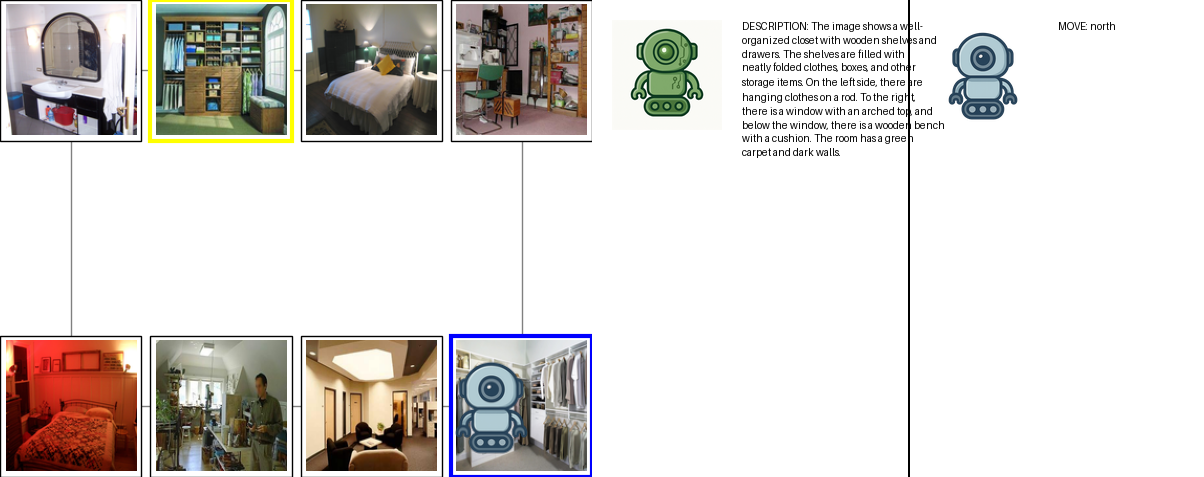 DESCRIPTION: The image shows a well-
organized closet with wooden shelves and
drawers. The shelves are filled with
neatly folded clothes, boxes, and other
storage items. On the left side, there are
hanging clothes on a rod. To the right,
there is a window with an arched top, and
below the window, there is a wooden bench
with a cushion. The room has a green
carpet and dark walls.
MOVE: north